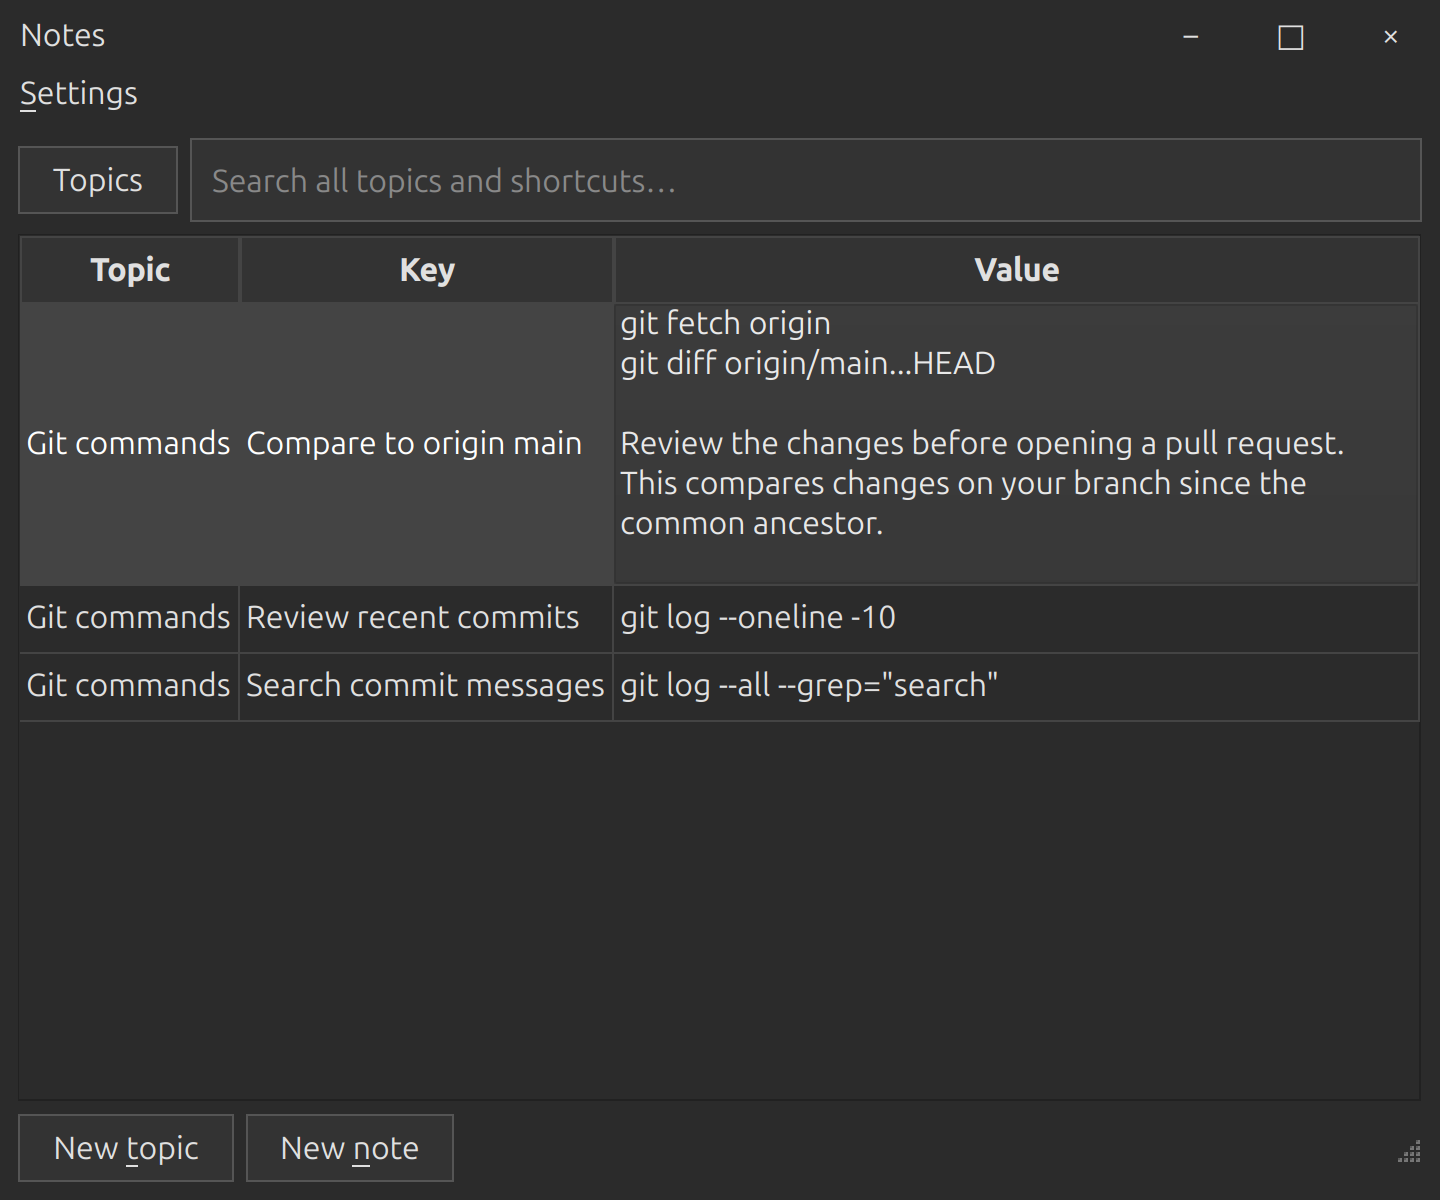 Notes
Settings
Topics
Search all topics and shortcuts...
Topic Key Value
git fetch origin
git diff origin/main...HEAD
Git commands Compare to origin main Review the changes before opening a pull request.
This compares changes on your branch since the
common ancestor.
Git commands Review recent commits git log --oneline -10
Git commands Search commit messages git log --all --grep="search"
New topic New note